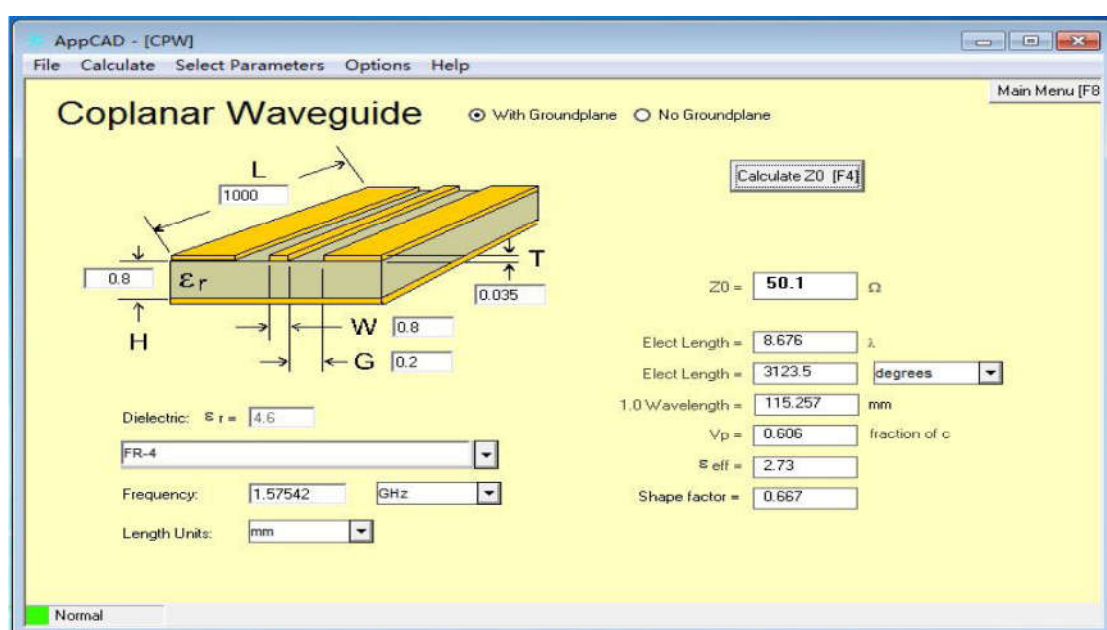 AppCAD - [CPW]
File Calculate Select Parameters Options Help
Main Menu [F8
Coplanar Waveguide
With Groundplane No Groundplane
Calculate Z0 [F4]
L
1000
T
0.035
0.8
εr
H
W 0.8
G 0.2
Z0 = 50.1 Ω
Elect Length = 8.676 λ
Elect Length = 3123.5 degrees
1.0 Wavelength = 115.257 mm
Vp = 0.606 fraction of c
ε eff = 2.73
Shape factor = 0.667
Dielectric: ε r = 4.6
FR-4
Frequency: 1.57542 GHz
Length Units: mm
Normal